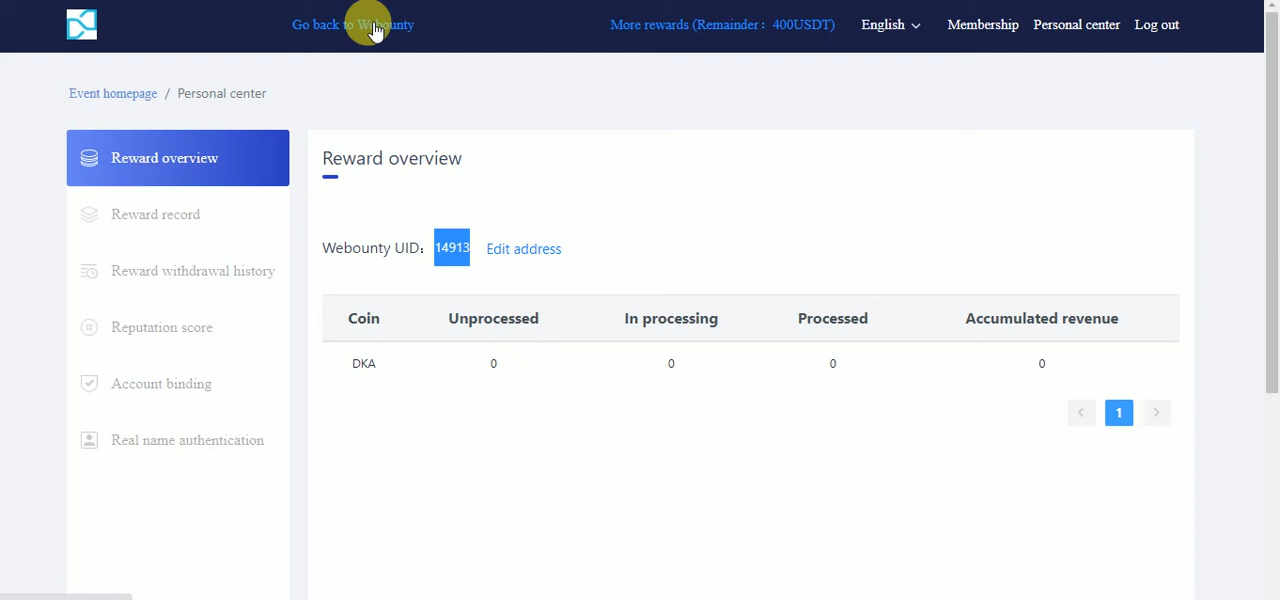 Go back to Webounty
More rewards (Remainder： 400USDT)
English
Membership
Personal center
Log out
Event homepage / Personal center
Reward overview
Reward record
Reward withdrawal history
Reputation score
Account binding
Real name authentication
Reward overview
Webounty UID： 14913 Edit address
Coin Unprocessed In processing Processed Accumulated revenue
DKA 0 0 0 0
< 1 >